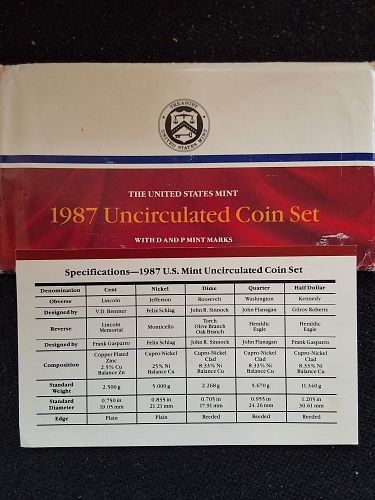 TREASURY
UNITED STATES MINT
THE UNITED STATES MINT
1987 Uncirculated Coin Set
WITH D AND P MINT MARKS
Specifications—1987 U.S. Mint Uncirculated Coin Set
Denomination Cent Nickel Dime Quarter Half Dollar
Obverse Lincoln Jefferson Roosevelt Washington Kennedy
Designed by V.D. Brenner Felix Schlag John R. Sinnock John Flanagan Gilroy Roberts
Reverse Lincoln Memorial Monticello Torch Olive Branch Oak Branch Heraldic Eagle Heraldic Eagle
Designed by Frank Gasparro Felix Schlag John R. Sinnock John Flanagan Frank Gasparro
Composition Copper Plated Zinc 2.5% Cu Balance Zn Cupro-Nickel 25% Ni Balance Cu Cupro-Nickel Clad 8.33% Ni Balance Cu Cupro-Nickel Clad 8.33% Ni Balance Cu Cupro-Nickel Clad 8.33% Ni Balance Cu
Standard Weight 2.500 g 5.000 g 2.268 g 5.670 g 11.340 g
Standard Diameter 0.750 in 19.05 mm 0.835 in 21.21 mm 0.705 in 17.91 mm 0.955 in 24.26 mm 1.205 in 30.61 mm
Edge Plain Plain Reeded Reeded Reeded